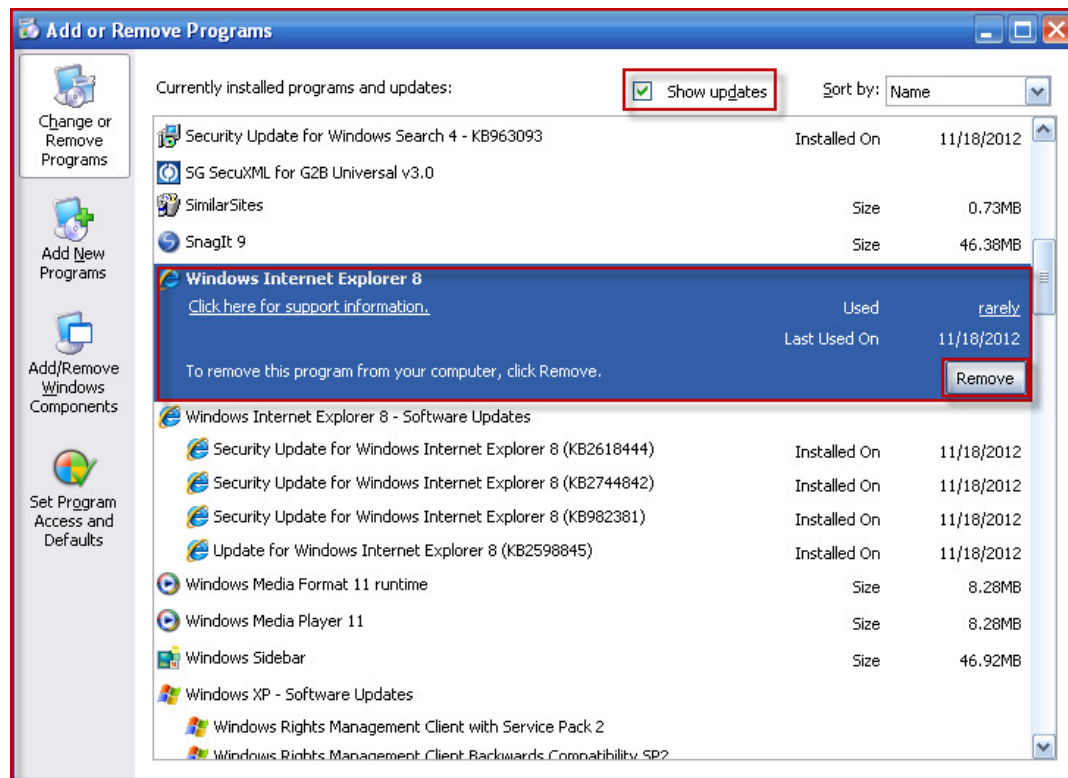 Add or Remove Programs
Change or
Remove
Programs
Add New
Programs
Add/Remove
Windows
Components
Set Program
Access and
Defaults
Currently installed programs and updates:
Show updates
Sort by: Name
Security Update for Windows Search 4 - KB963093 Installed On 11/18/2012
SG SecuXML for G2B Universal v3.0
SimilarSites Size 0.73MB
SnagIt 9 Size 46.38MB
Windows Internet Explorer 8
Click here for support information. Used rarely
Last Used On 11/18/2012
To remove this program from your computer, click Remove. Remove
Windows Internet Explorer 8 - Software Updates
Security Update for Windows Internet Explorer 8 (KB2618444) Installed On 11/18/2012
Security Update for Windows Internet Explorer 8 (KB2744842) Installed On 11/18/2012
Security Update for Windows Internet Explorer 8 (KB982381) Installed On 11/18/2012
Update for Windows Internet Explorer 8 (KB2598845) Installed On 11/18/2012
Windows Media Format 11 runtime Size 8.28MB
Windows Media Player 11 Size 8.28MB
Windows Sidebar Size 46.92MB
Windows XP - Software Updates
Windows Rights Management Client with Service Pack 2
Windows Rights Management Client Backwards Compatibility SP2